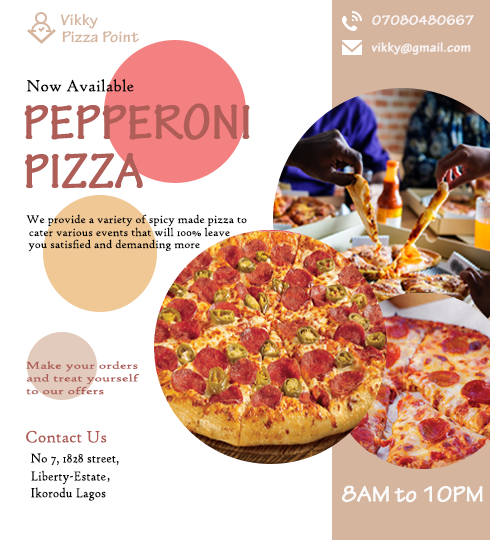 Vikky
Pizza Point
07080480667
vikky@gmail.com
Now Available
PEPPERONI
PIZZA
We provide a variety of spicy made pizza to
cater various events that will 100% leave
you satisfied and demanding more
Make your orders
and treat yourself
to our offers
Contact Us
No 7, 1828 street,
Liberty-Estate,
Ikorodu Lagos
8AM to 10PM